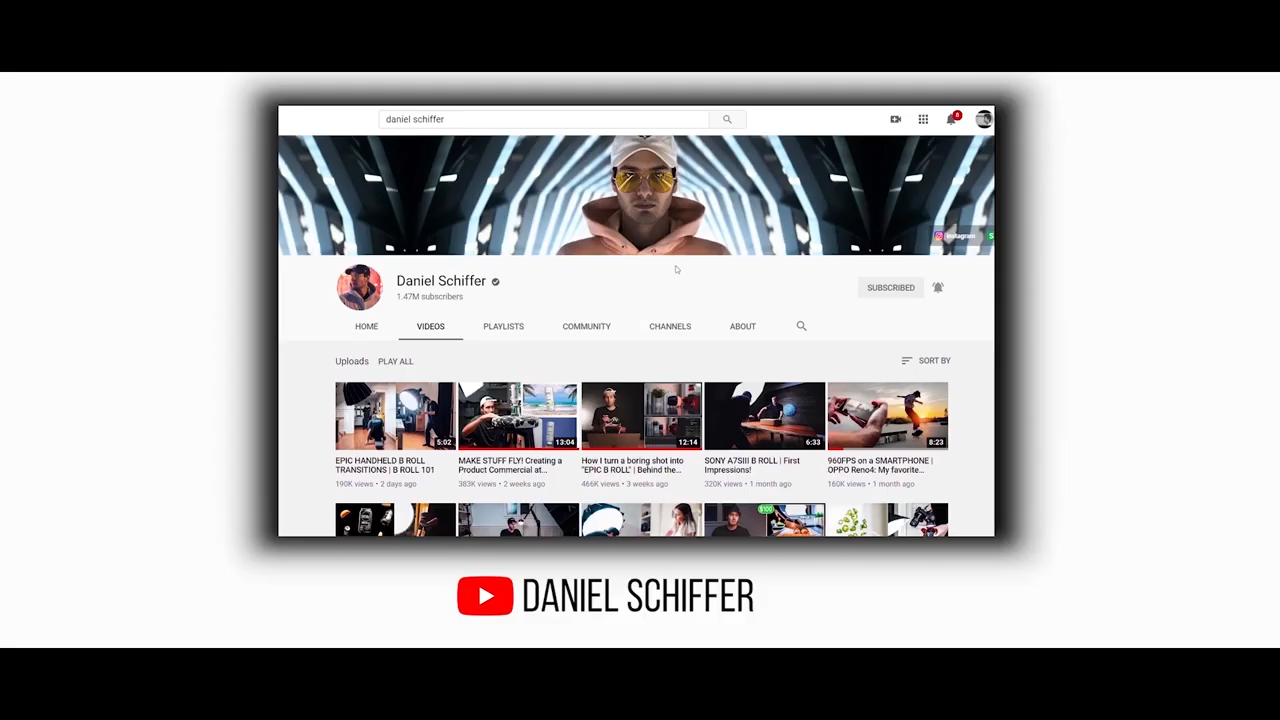 daniel schiffer
8
Instagram
S
Daniel Schiffer
1.47M subscribers
SUBSCRIBED
HOME
VIDEOS
PLAYLISTS
COMMUNITY
CHANNELS
ABOUT
Uploads
PLAY ALL
SORT BY
5:02
EPIC HANDHELD B ROLL
TRANSITIONS | B ROLL 101
190K views • 2 days ago
13:04
MAKE STUFF FLY! Creating a
Product Commercial at...
383K views • 2 weeks ago
12:14
How I turn a boring shot into
"EPIC B ROLL" | Behind the...
466K views • 3 weeks ago
6:33
SONY A7SIII B ROLL | First
Impressions!
320K views • 1 month ago
8:23
960FPS on a SMARTPHONE |
OPPO Reno4: My favorite...
160K views • 1 month ago
$100
DANIEL SCHIFFER